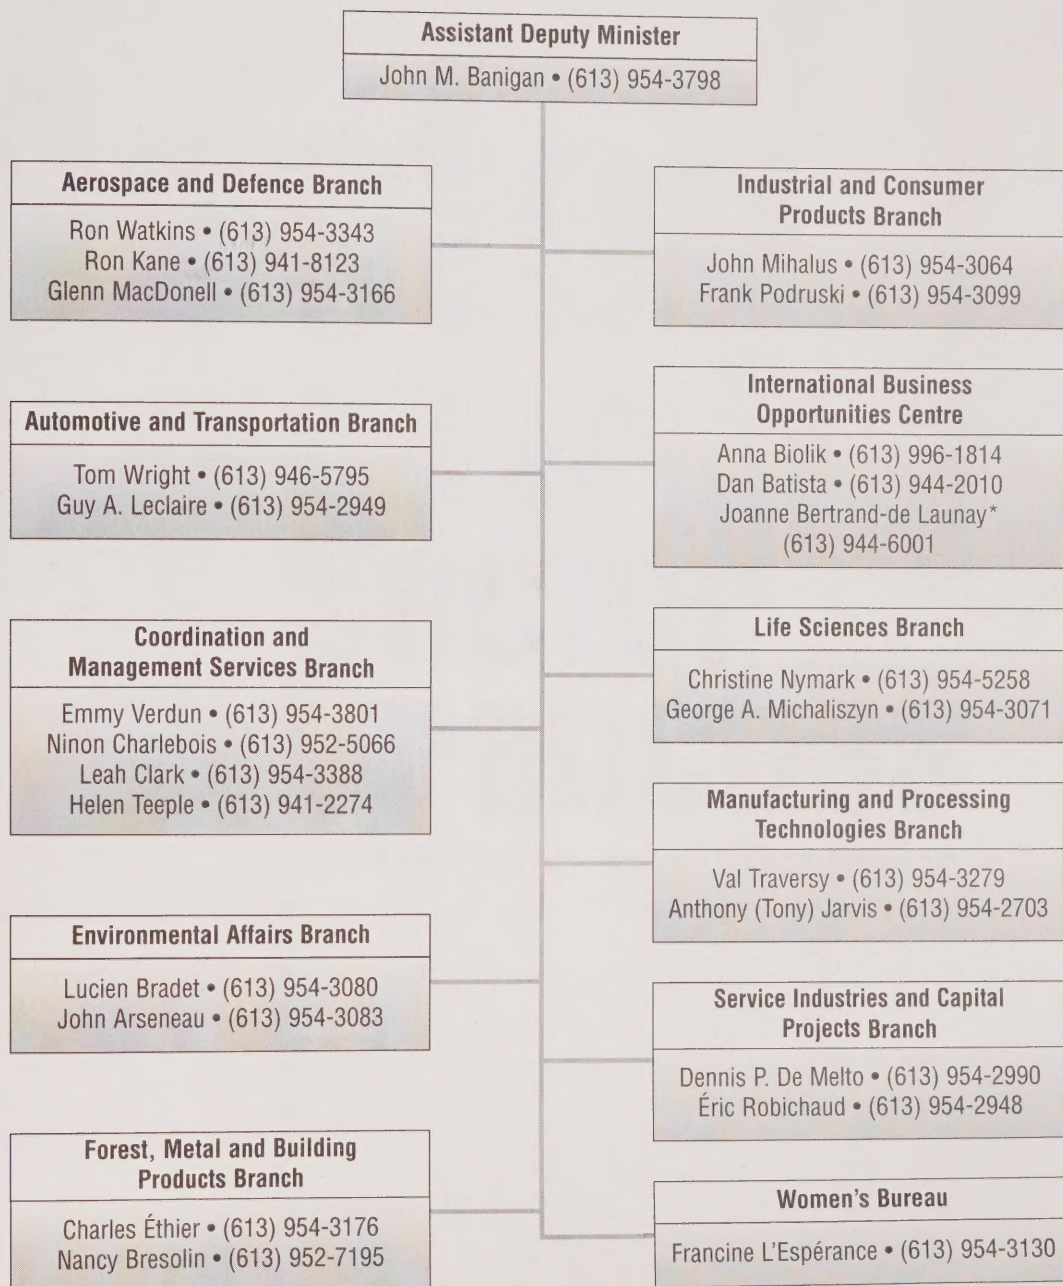 Assistant Deputy Minister
John M. Banigan • (613) 954-3798
Aerospace and Defence Branch
Ron Watkins • (613) 954-3343
Ron Kane • (613) 941-8123
Glenn MacDonell • (613) 954-3166
Automotive and Transportation Branch
Tom Wright • (613) 946-5795
Guy A. Leclaire • (613) 954-2949
Coordination and
Management Services Branch
Emmy Verdun • (613) 954-3801
Ninon Charlebois • (613) 952-5066
Leah Clark • (613) 954-3388
Helen Teeple • (613) 941-2274
Environmental Affairs Branch
Lucien Bradet • (613) 954-3080
John Arseneau • (613) 954-3083
Forest, Metal and Building
Products Branch
Charles Éthier • (613) 954-3176
Nancy Bresolin • (613) 952-7195
Industrial and Consumer
Products Branch
John Mihalus • (613) 954-3064
Frank Podruski • (613) 954-3099
International Business
Opportunities Centre
Anna Biolik • (613) 996-1814
Dan Batista • (613) 944-2010
Joanne Bertrand-de Launay*
(613) 944-6001
Life Sciences Branch
Christine Nymark • (613) 954-5258
George A. Michaliszyn • (613) 954-3071
Manufacturing and Processing
Technologies Branch
Val Traversy • (613) 954-3279
Anthony (Tony) Jarvis • (613) 954-2703
Service Industries and Capital
Projects Branch
Dennis P. De Melto • (613) 954-2990
Éric Robichaud • (613) 954-2948
Women's Bureau
Francine L'Espérance • (613) 954-3130